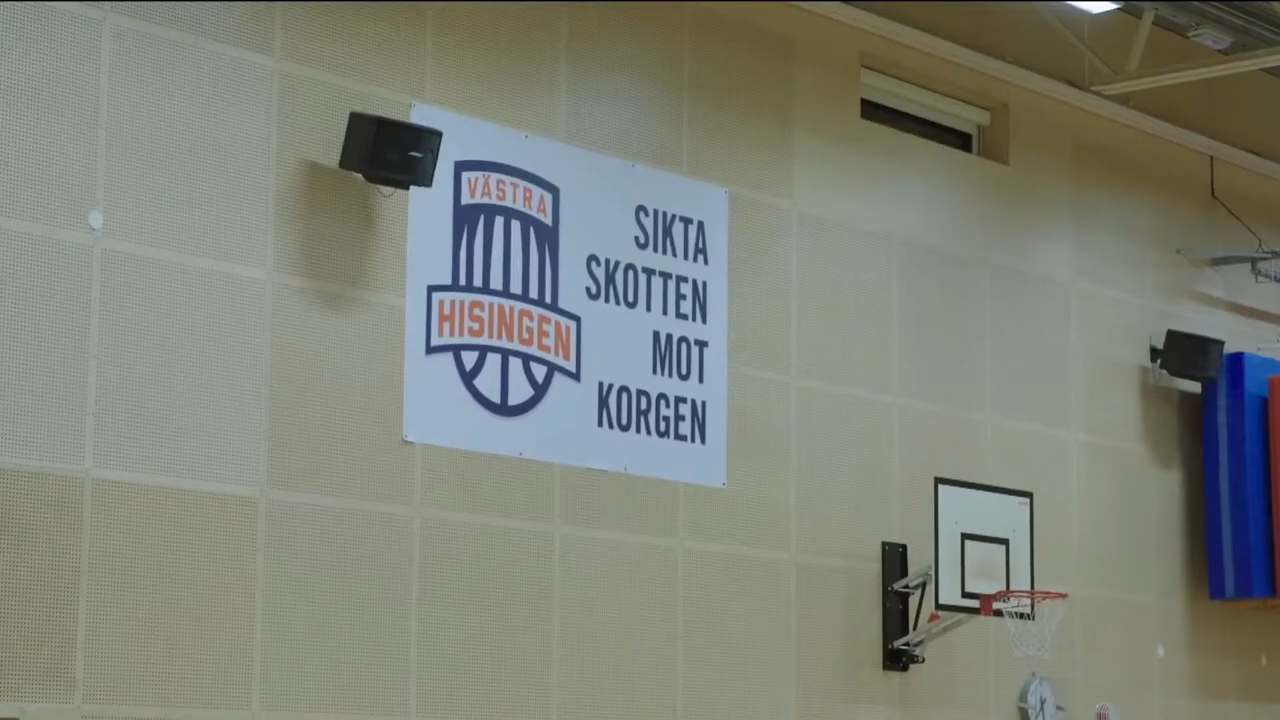 VÄSTRA
HISINGEN
SIKTA
SKOTTEN
MOT
KORGEN